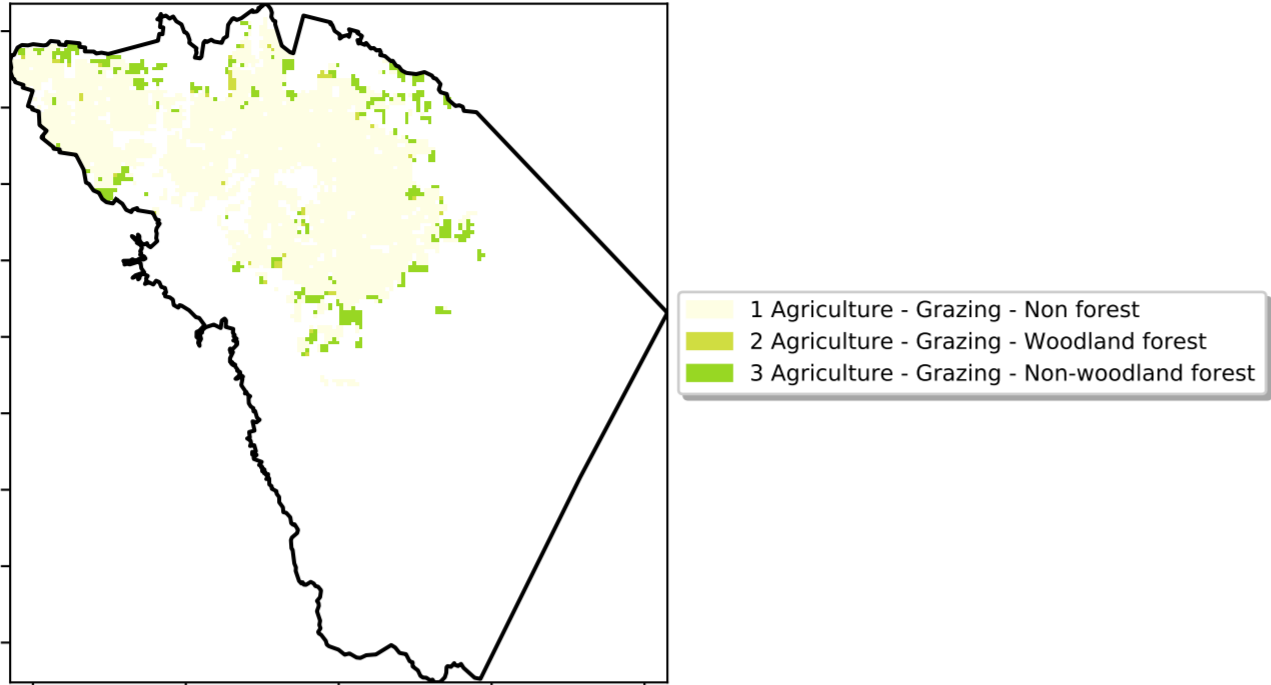 1 Agriculture - Grazing - Non forest
2 Agriculture - Grazing - Woodland forest
3 Agriculture - Grazing - Non-woodland forest